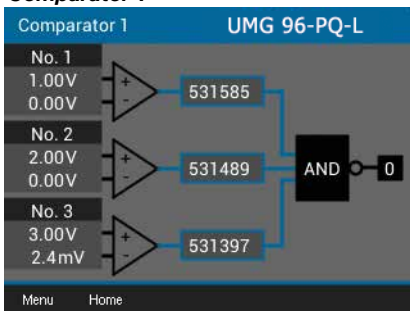 Comparator 1
Comparator 1 UMG 96-PQ-L
No. 1
1.00V + 531585
0.00V -
No. 2
2.00V + 531489 AND 0
0.00V -
No. 3
3.00V + 531397
2.4mV -
Menu Home